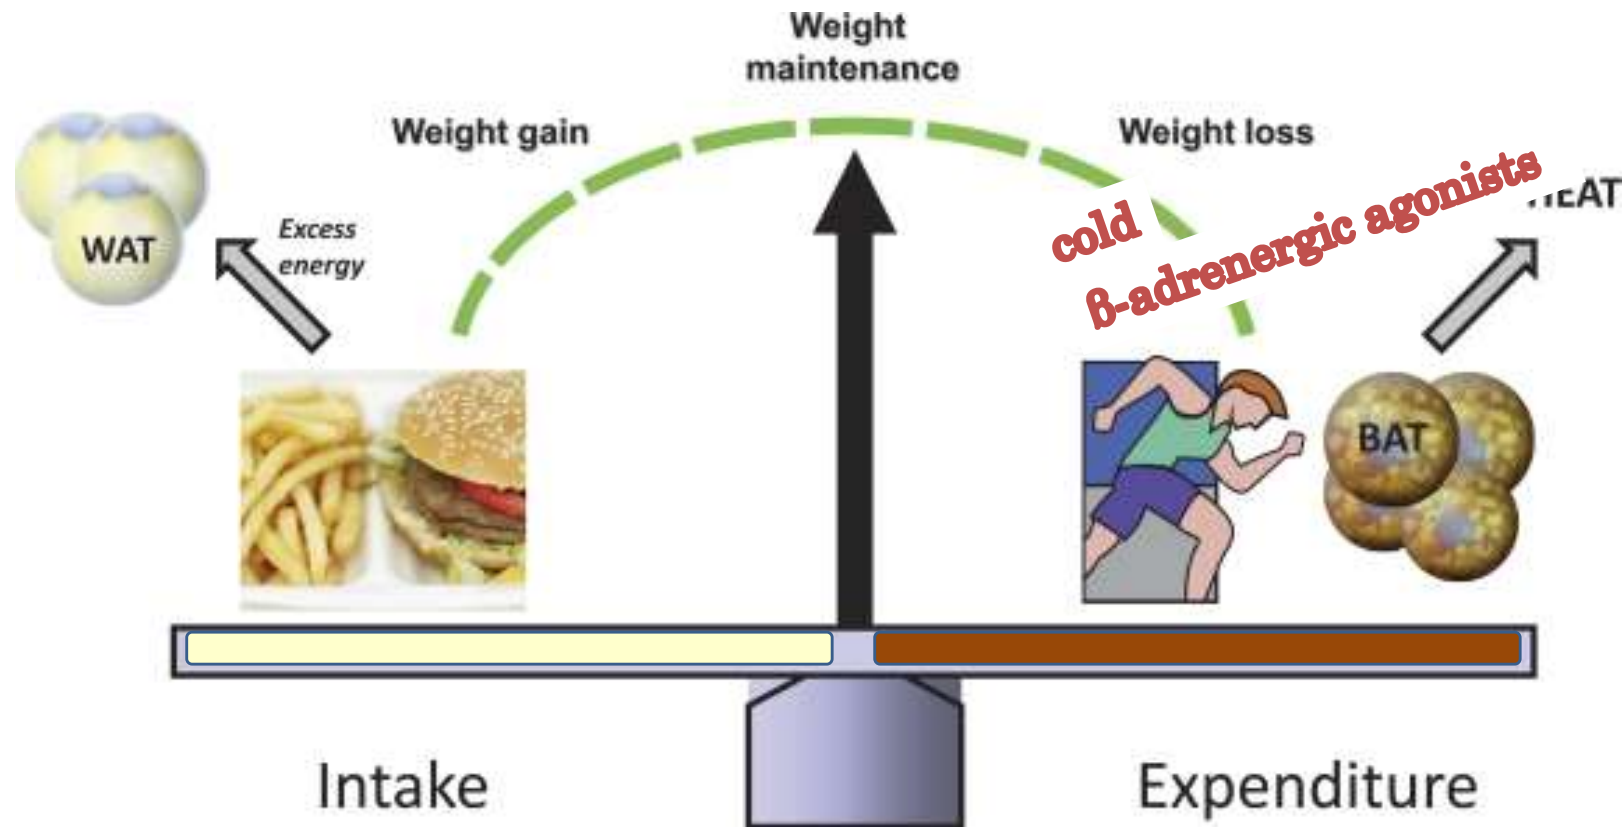 Weight
maintenance
Weight gain
Weight loss
WAT
Excess
energy
cold
β-adrenergic agonists
BAT
Intake
Expenditure